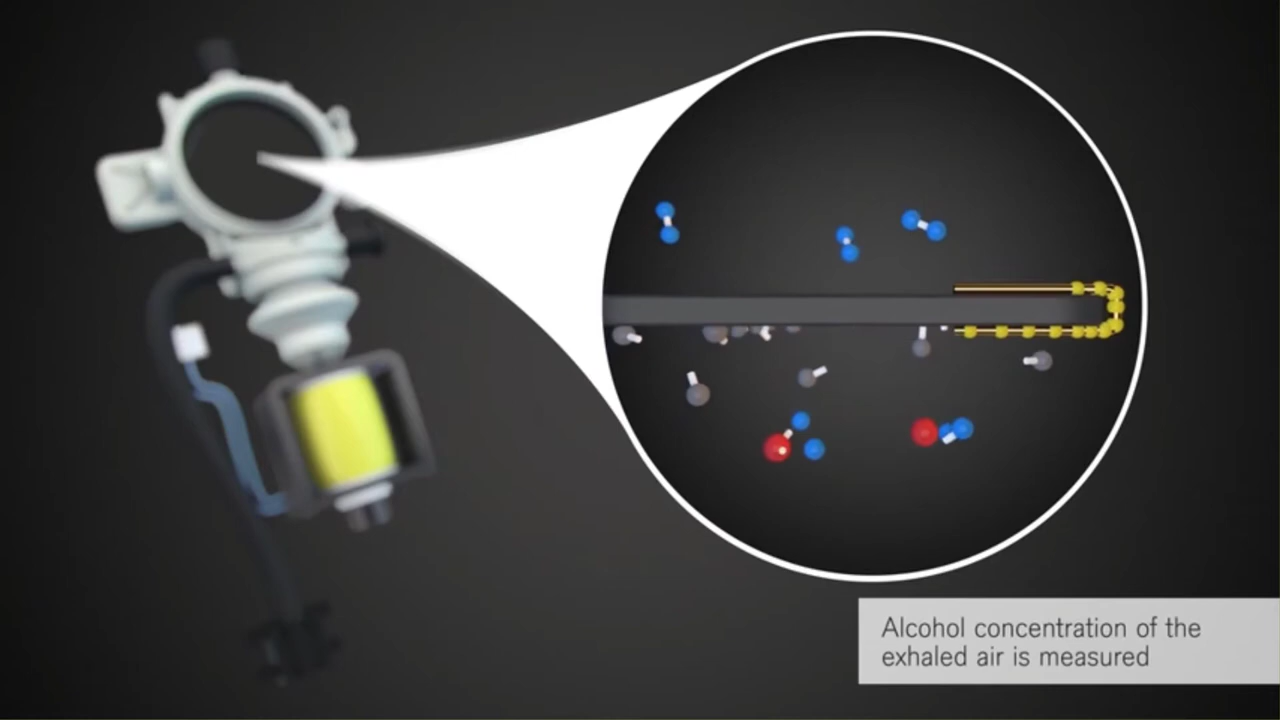 Alcohol concentration of the
exhaled air is measured